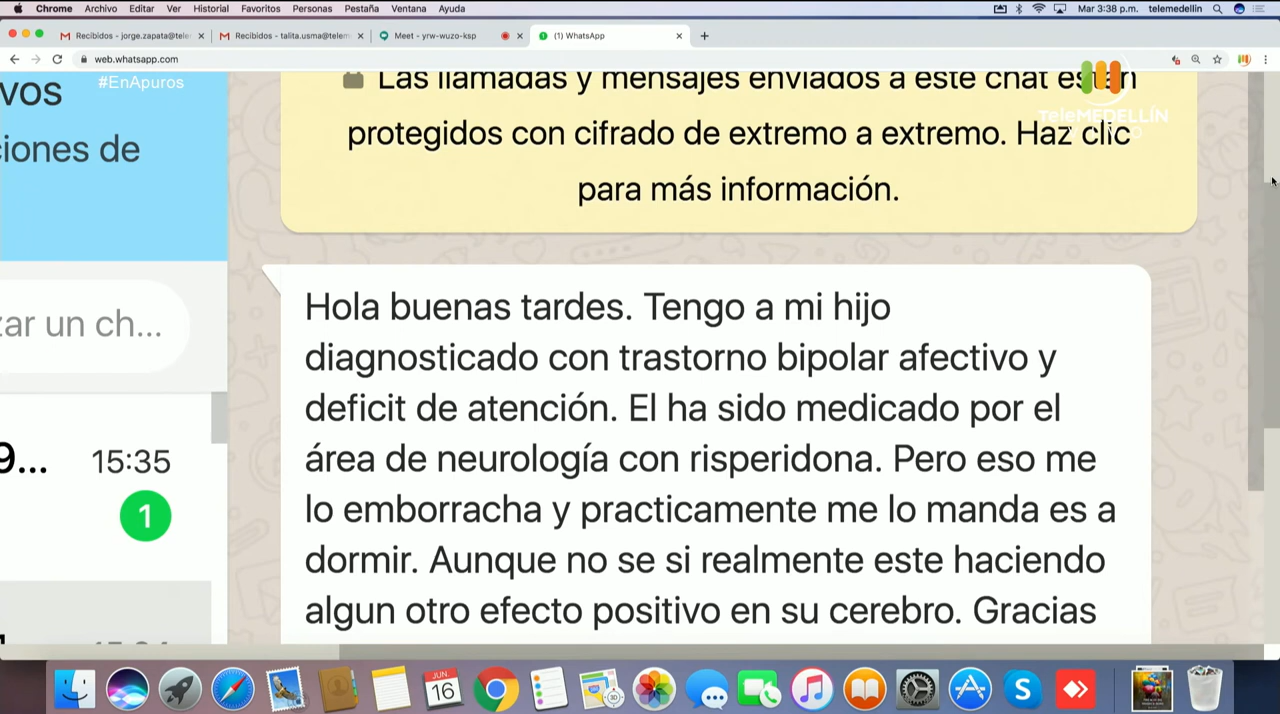 Chrome Archivo Editar Ver Historial Favoritos Personas Pestaña Ventana Ayuda Mar 3:38 p.m. telemedellin
Recibidos - jorge.zapata@tele
Recibidos - talita.usma@telem
Meet - yrw-wuzo-ksp
(1) WhatsApp
web.whatsapp.com
#EnApuros
vos
ciones de
zar un ch...
9... 15:35
1
Las llamadas y mensajes enviados a este chat están
protegidos con cifrado de extremo a extremo. Haz clic
para más información.
teleMEDELLÍN
Hola buenas tardes. Tengo a mi hijo
diagnosticado con trastorno bipolar afectivo y
deficit de atención. El ha sido medicado por el
área de neurología con risperidona. Pero eso me
lo emborracha y practicamente me lo manda es a
dormir. Aunque no se si realmente este haciendo
algun otro efecto positivo en su cerebro. Gracias
JUN.
16